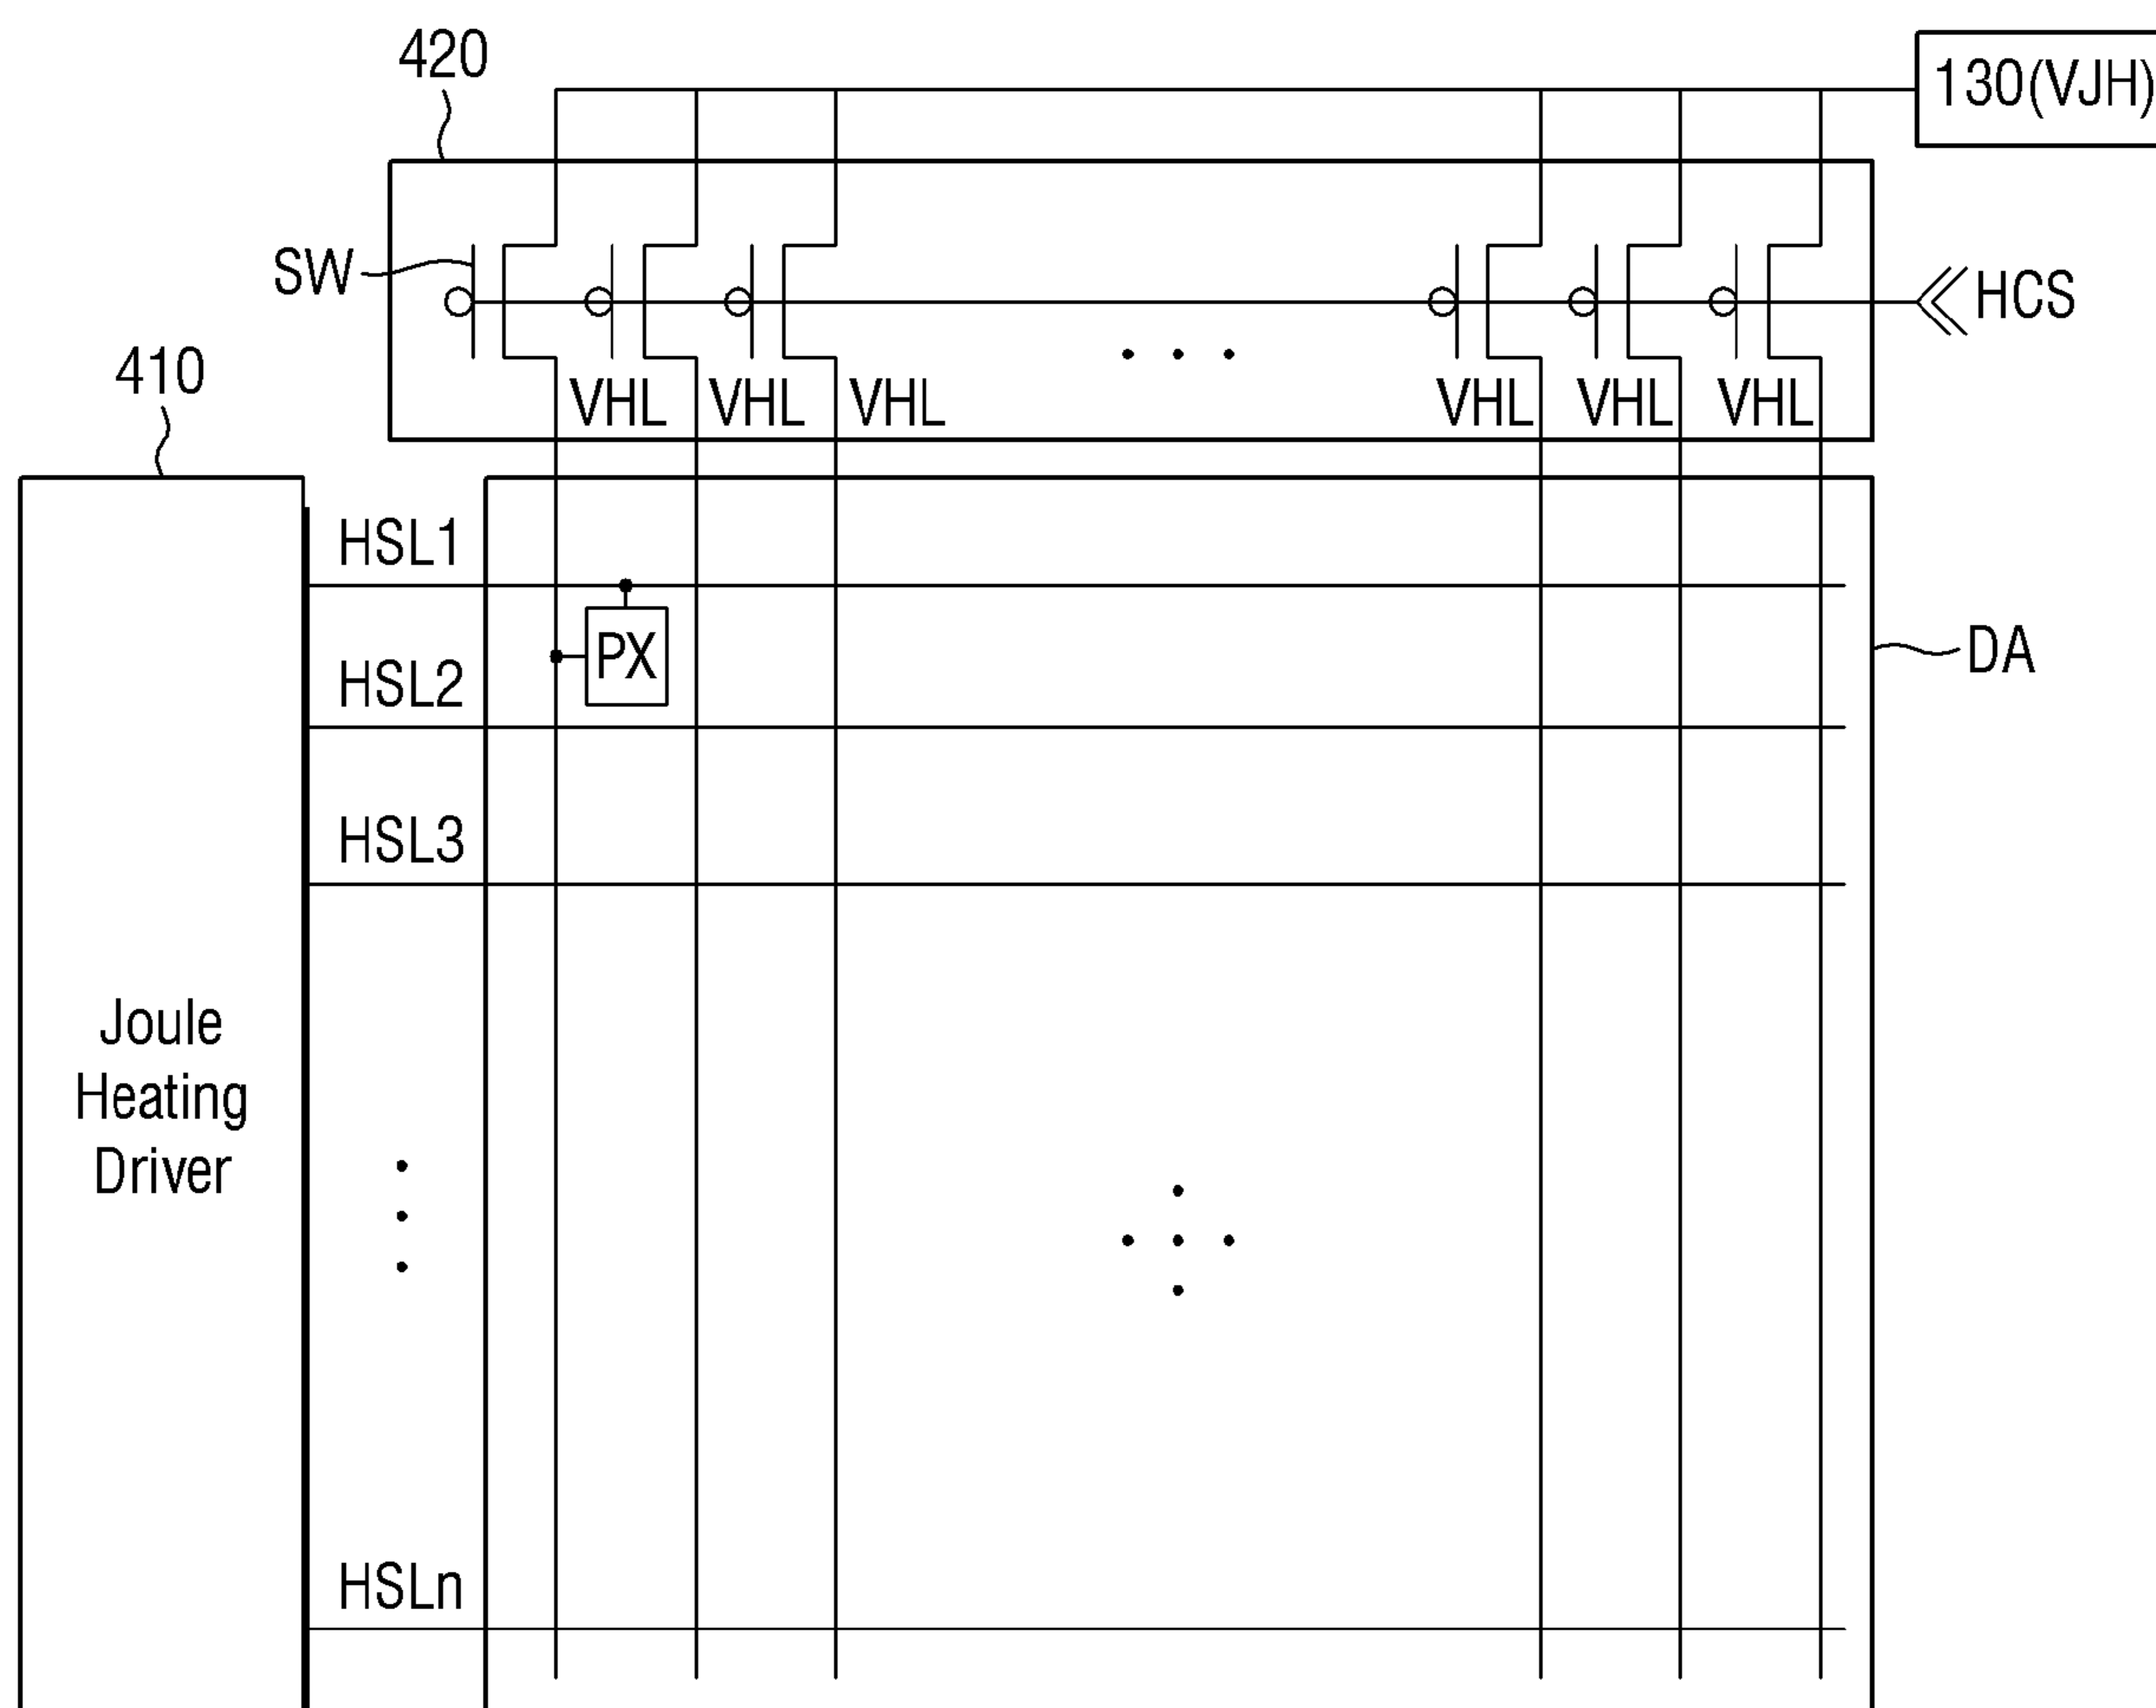 420
130(VJH)
SW
HCS
410
VHL VHL VHL VHL VHL VHL
HSL1
PX
DA
HSL2
HSL3
Joule
Heating
Driver
HSLn